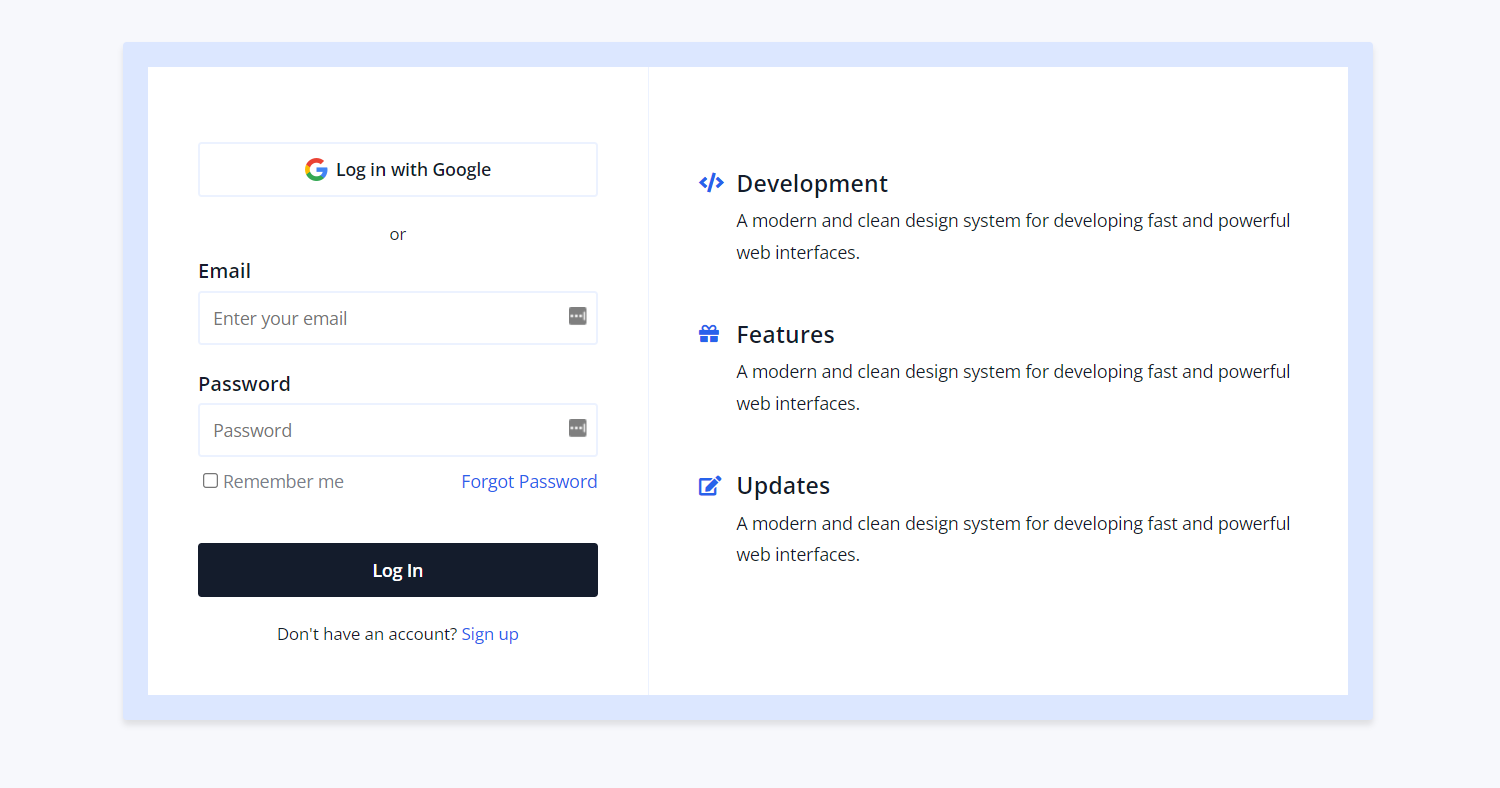 Log in with Google
or
Email
Enter your email
Password
Password
Remember me
Forgot Password
Log In
Don't have an account? Sign up
Development
A modern and clean design system for developing fast and powerful
web interfaces.
Features
A modern and clean design system for developing fast and powerful
web interfaces.
Updates
A modern and clean design system for developing fast and powerful
web interfaces.